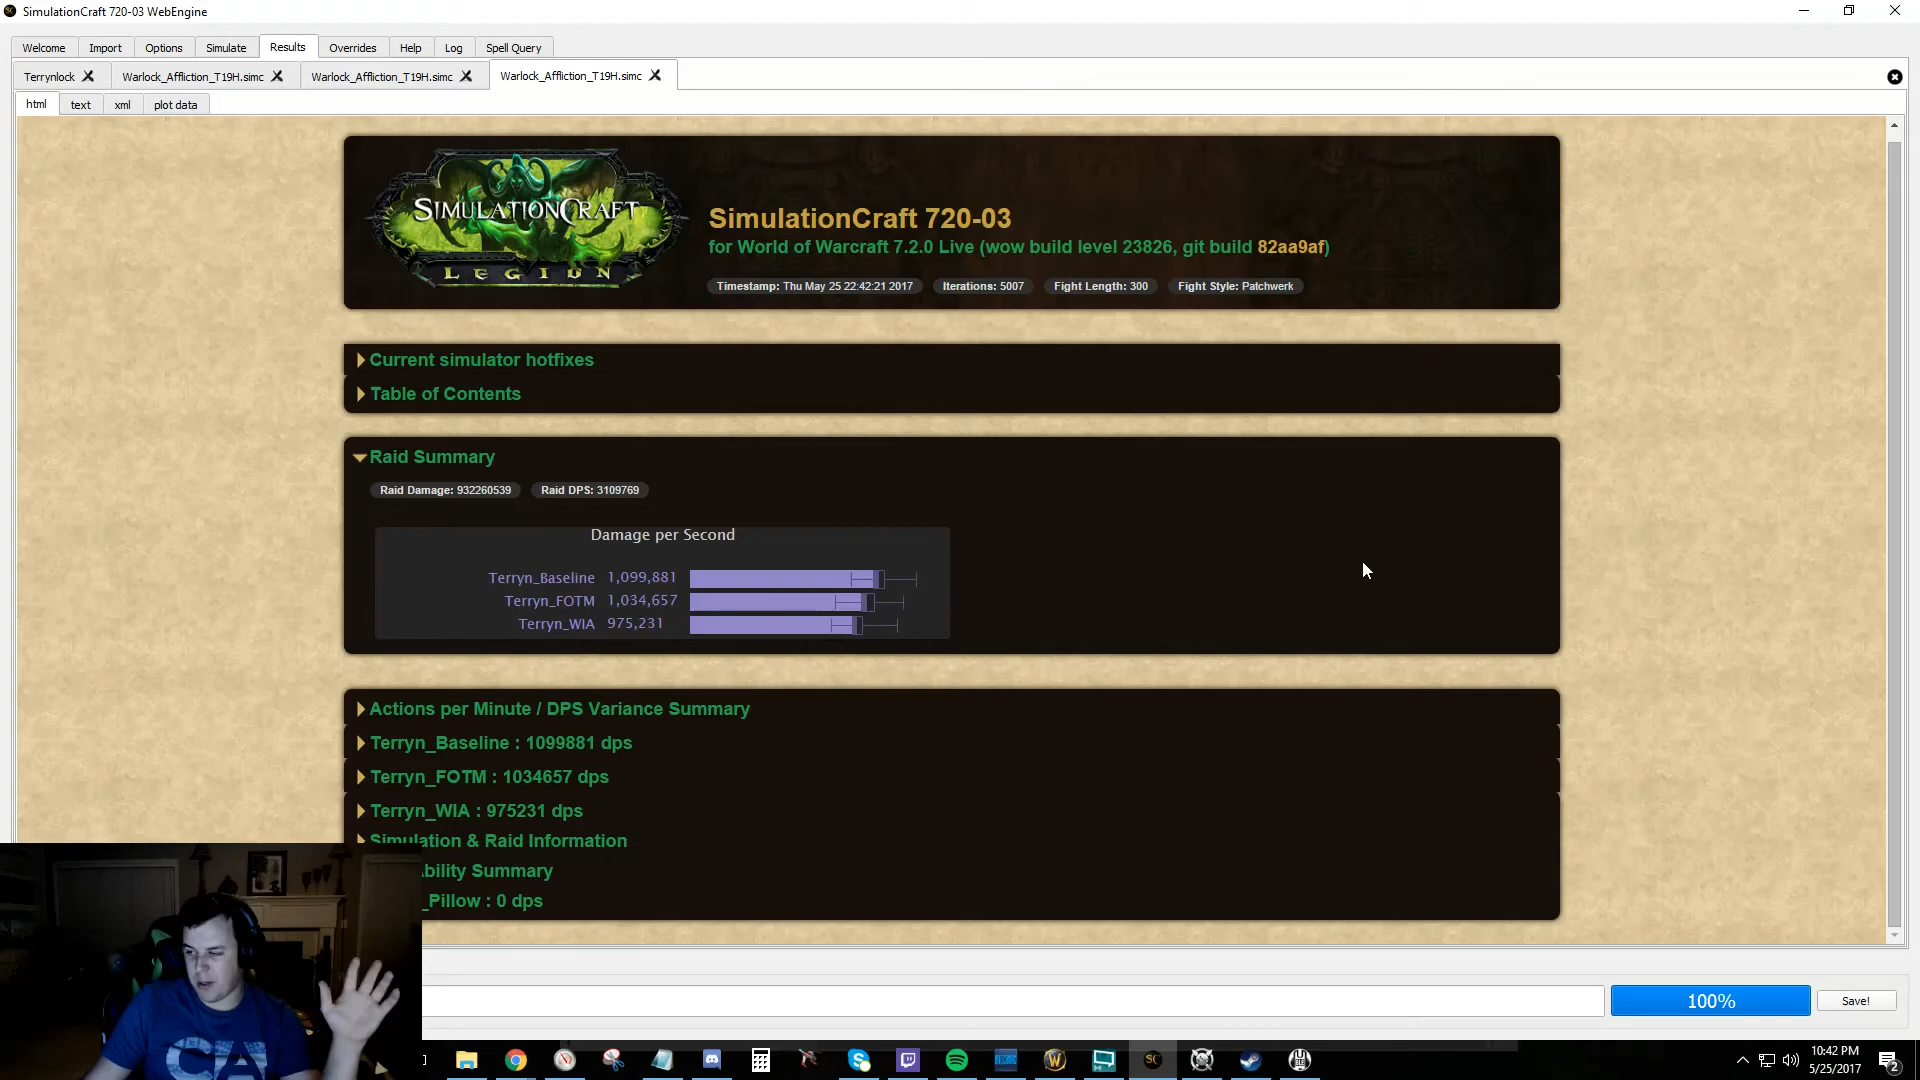 SimulationCraft 720-03 WebEngine
Welcome Import Options Simulate Results Overrides Help Log Spell Query
Terrynlock Warlock_Affliction_T19H.simc Warlock_Affliction_T19H.simc Warlock_Affliction_T19H.simc
html text xml plot data
SIMULATIONCRAFT
LEGION
SimulationCraft 720-03
for World of Warcraft 7.2.0 Live (wow build level 23826, git build 82aa9af)
Timestamp: Thu May 25 22:42:21 2017 Iterations: 5007 Fight Length: 300 Fight Style: Patchwerk
Current simulator hotfixes
Table of Contents
Raid Summary
Raid Damage: 932260539 Raid DPS: 3109769
Damage per Second
Terryn_Baseline 1,099,881
Terryn_FOTM 1,034,657
Terryn_WIA 975,231
Actions per Minute / DPS Variance Summary
Terryn_Baseline : 1099881 dps
Terryn_FOTM : 1034657 dps
Terryn_WIA : 975231 dps
Simulation & Raid Information
bility Summary
_Pillow : 0 dps
100% Save!
CA
10:42 PM
5/25/2017
2